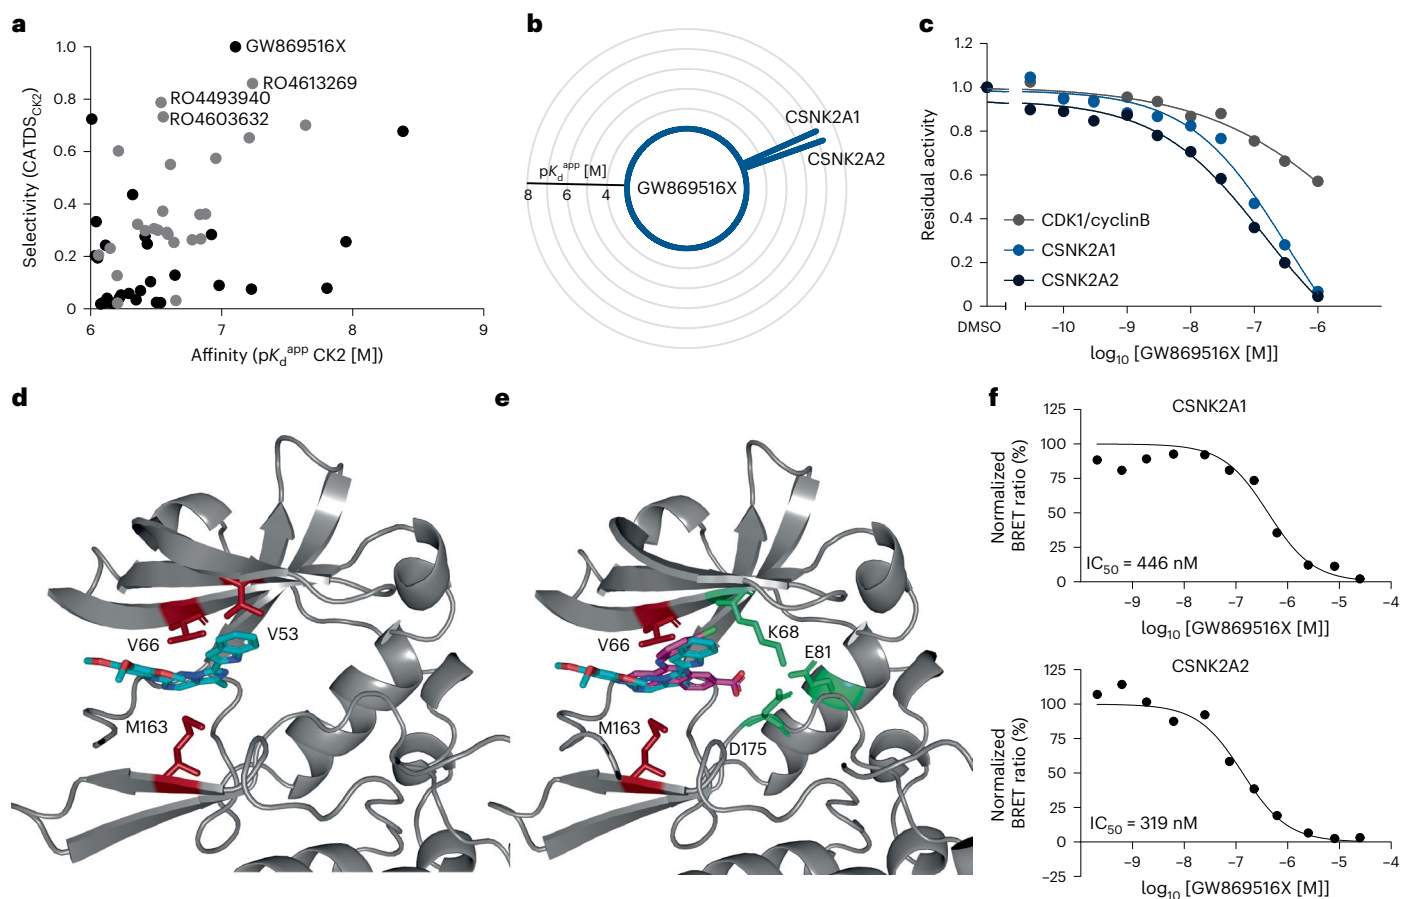 a
1.0
0.8
0.6
0.4
0.2
0
Selectivity (CATDS_CK2)
GW869516X
RO4613269
RO4493940
RO4603632
6
7
8
9
Affinity (pK_d^app CK2 [M])
b
CSNK2A1
CSNK2A2
pK_d^app [M]
8 6 4
GW869516X
c
1.2
1.0
0.8
0.6
0.4
0.2
0
Residual activity
CDK1/cyclinB
CSNK2A1
CSNK2A2
DMSO
–10
–9
–8
–7
–6
log10 [GW869516X [M]]
d
V66
V53
M163
e
V66
K68
E81
M163
D175
f
CSNK2A1
125
100
75
50
25
0
Normalized
BRET ratio (%)
IC50 = 446 nM
–9
–8
–7
–6
–5
–4
log10 [GW869516X [M]]
CSNK2A2
125
100
75
50
25
0
–25
Normalized
BRET ratio (%)
IC50 = 319 nM
–9
–8
–7
–6
–5
–4
log10 [GW869516X [M]]